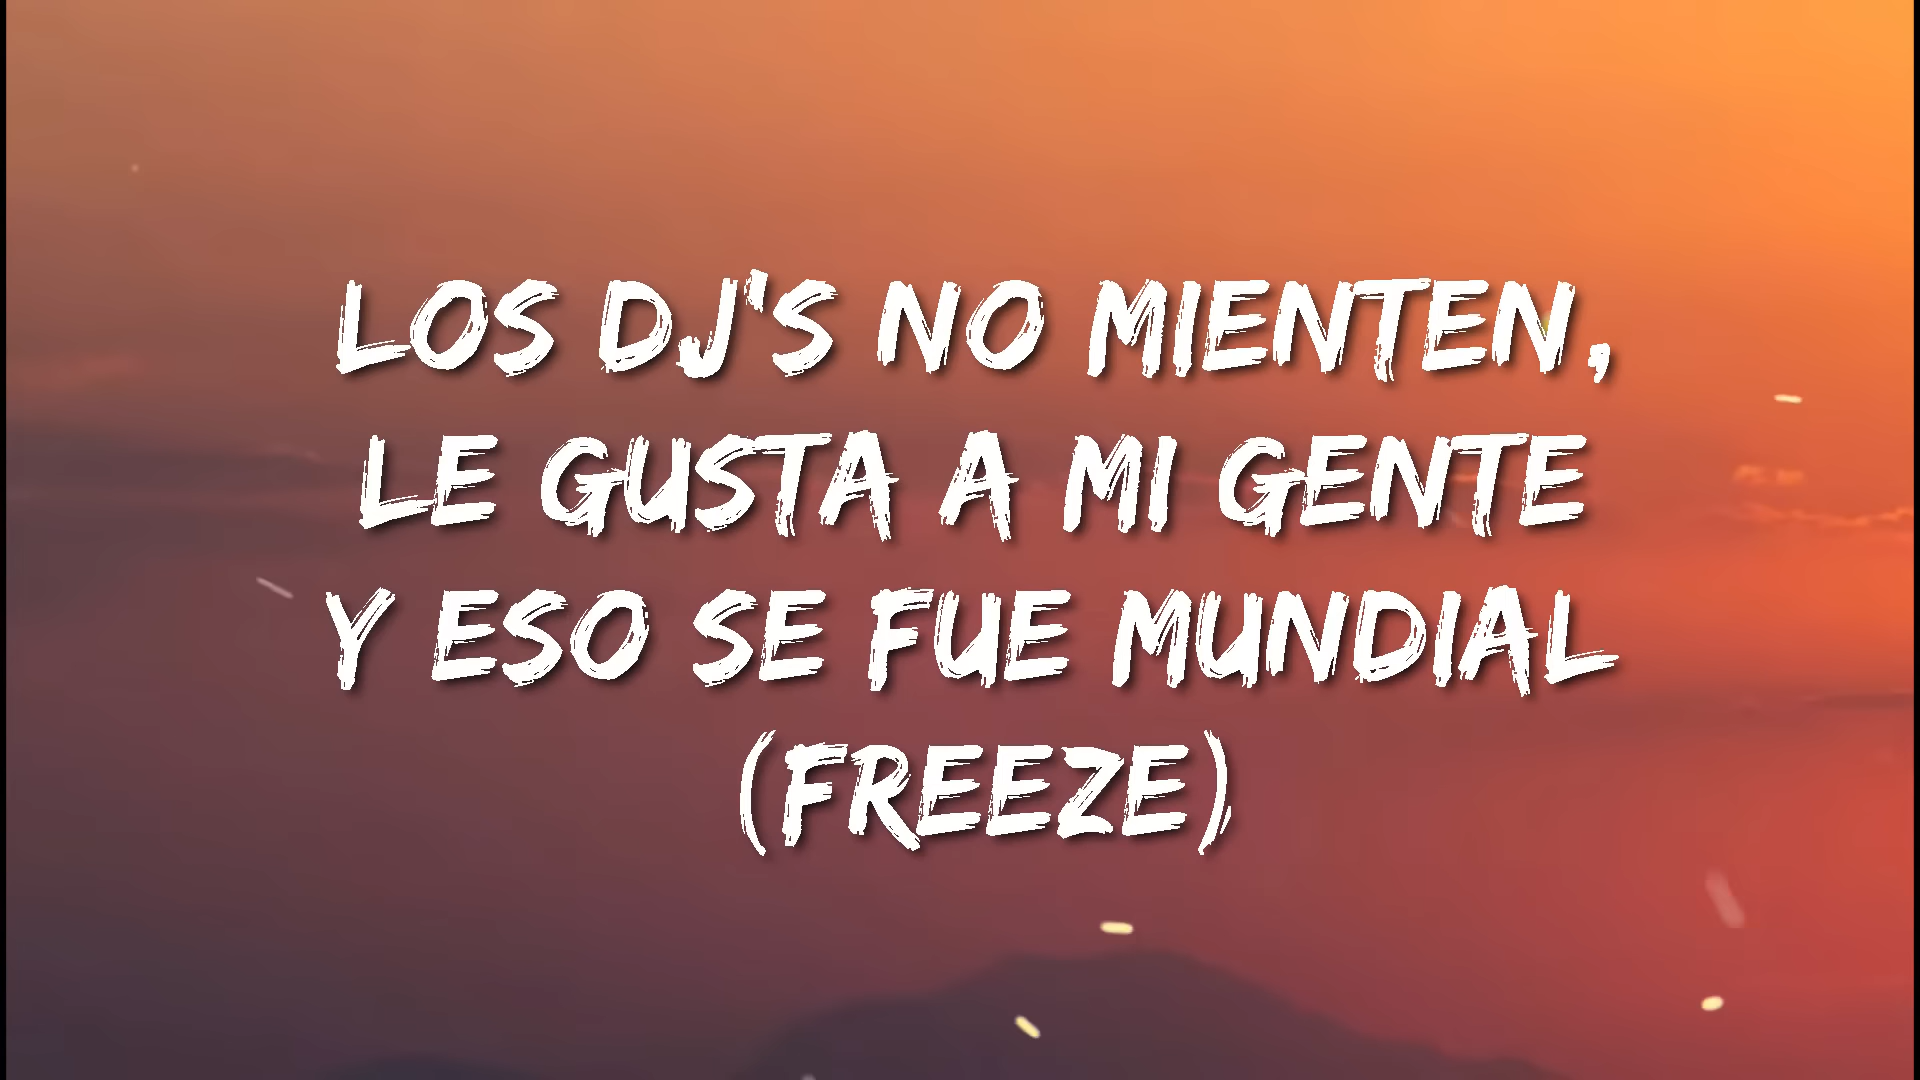 LOS DJ'S NO MIENTEN,
LE GUSTA A MI GENTE
Y ESO SE FUE MUNDIAL
(FREEZE)